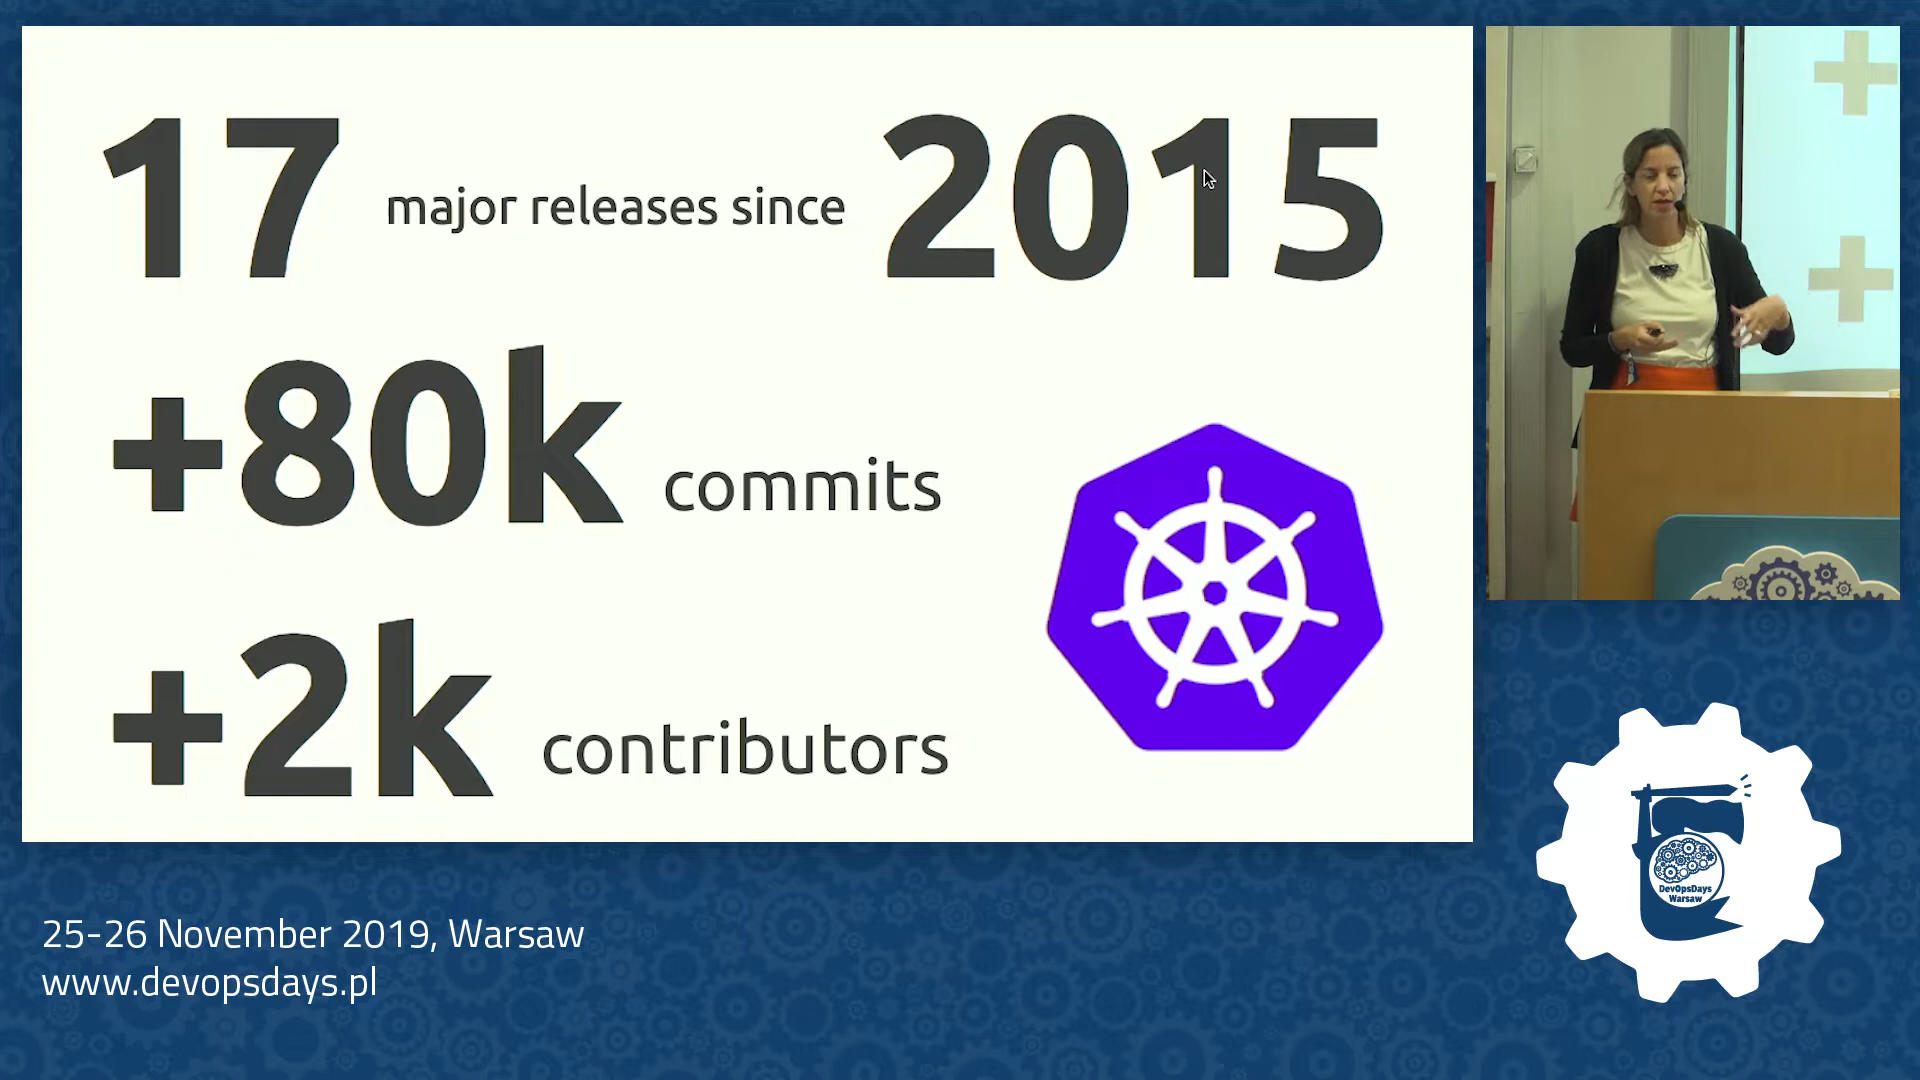 17 major releases since 2015
+80k commits
+2k contributors
25-26 November 2019, Warsaw
www.devopsdays.pl
DevOpsDays
Warsaw